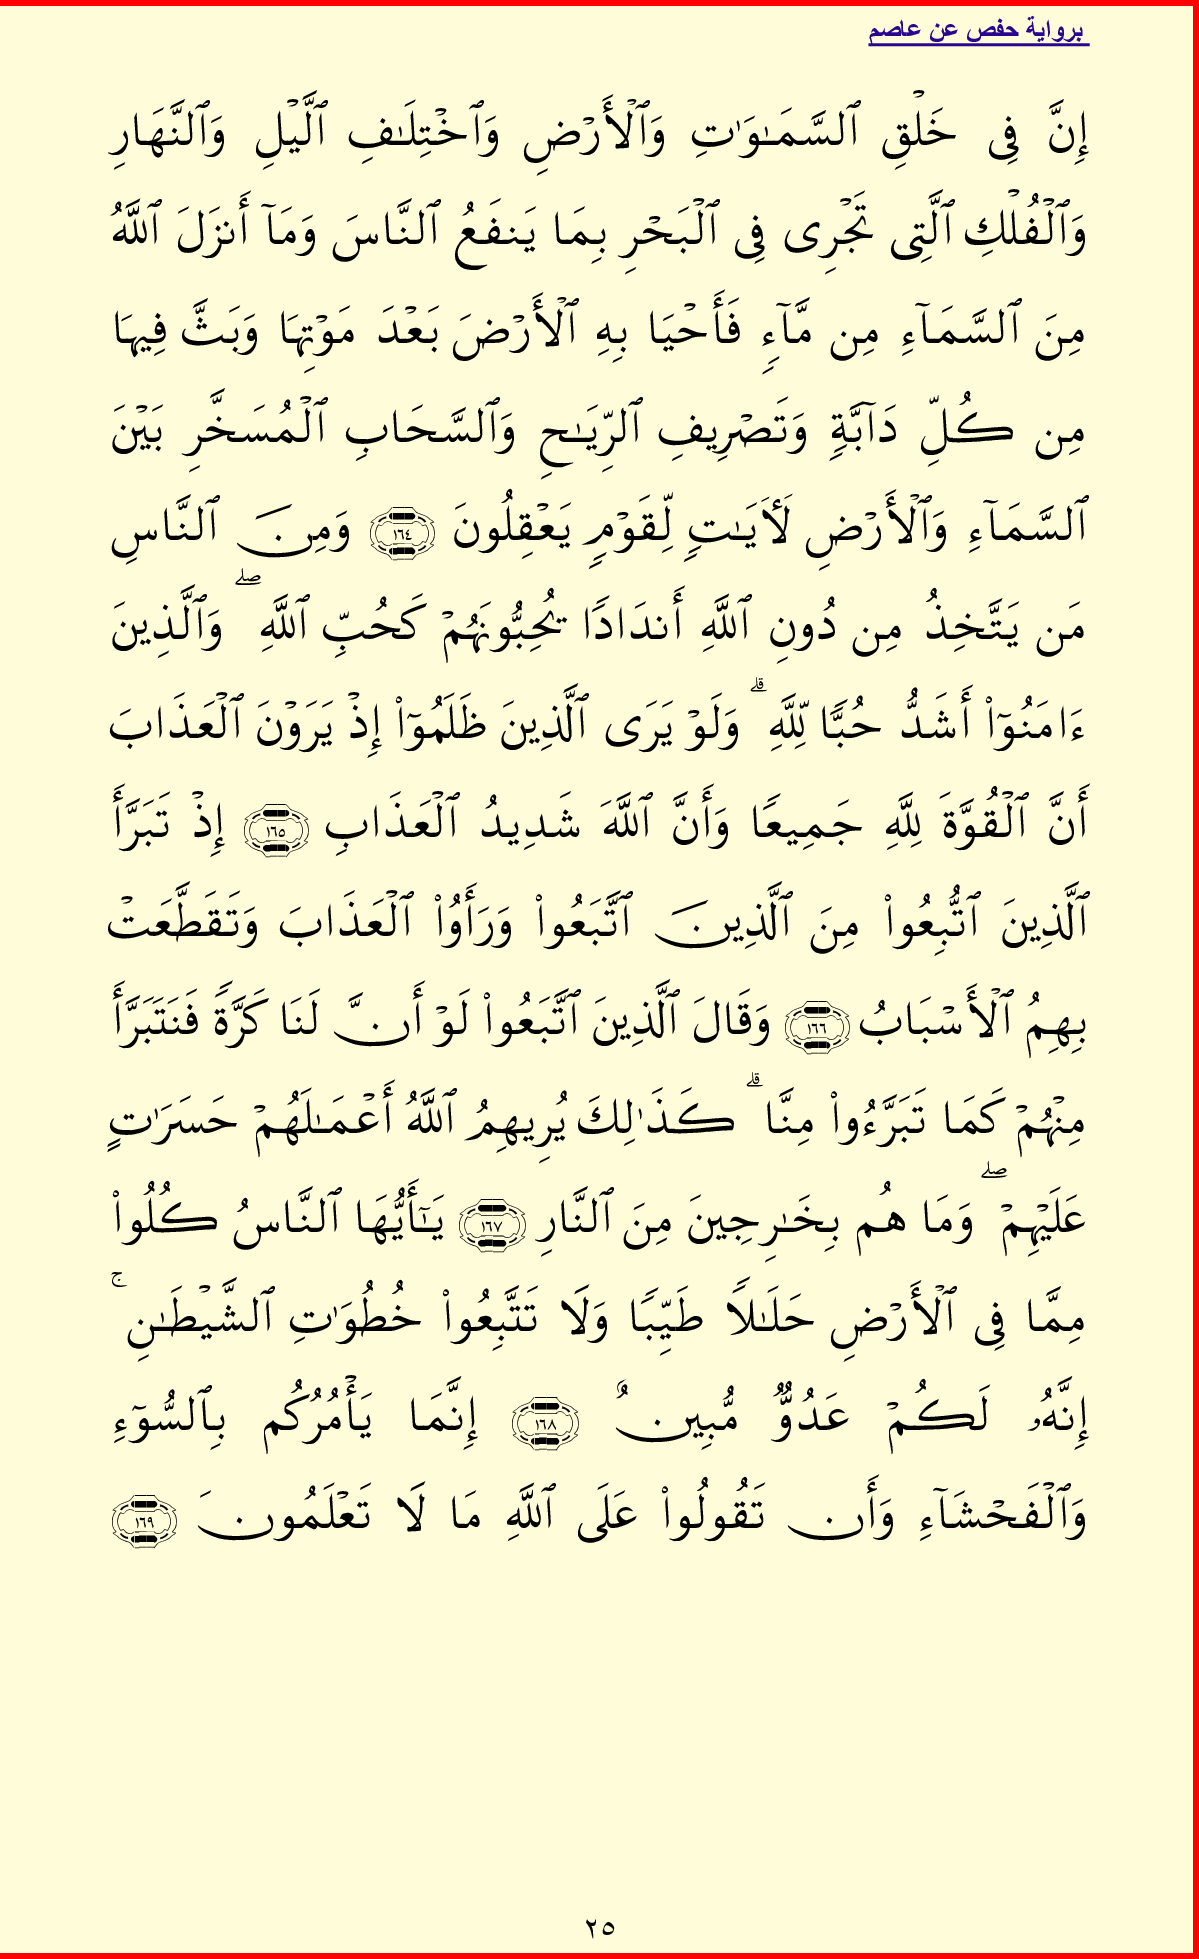 برواية حفص عن عاصم
إِنَّ فِى خَلْقِ ٱلسَّمَـٰوَٰتِ وَٱلْأَرْضِ وَٱخْتِلَـٰفِ ٱلَّيْلِ وَٱلنَّهَارِ
وَٱلْفُلْكِ ٱلَّتِى تَجْرِى فِى ٱلْبَحْرِ بِمَا يَنفَعُ ٱلنَّاسَ وَمَآ أَنزَلَ ٱللَّهُ
مِنَ ٱلسَّمَآءِ مِن مَّآءٍ فَأَحْيَا بِهِ ٱلْأَرْضَ بَعْدَ مَوْتِهَا وَبَثَّ فِيهَا
مِن كُلِّ دَآبَّةٍ وَتَصْرِيفِ ٱلرِّيَـٰحِ وَٱلسَّحَابِ ٱلْمُسَخَّرِ بَيْنَ
ٱلسَّمَآءِ وَٱلْأَرْضِ لَـَٔايَـٰتٍ لِّقَوْمٍ يَعْقِلُونَ ١٦٤ وَمِنَ ٱلنَّاسِ
مَن يَتَّخِذُ مِن دُونِ ٱللَّهِ أَندَادًا يُحِبُّونَهُمْ كَحُبِّ ٱللَّهِ ۖ وَٱلَّذِينَ
ءَامَنُوٓا۟ أَشَدُّ حُبًّا لِّلَّهِ ۗ وَلَوْ يَرَى ٱلَّذِينَ ظَلَمُوٓا۟ إِذْ يَرَوْنَ ٱلْعَذَابَ
أَنَّ ٱلْقُوَّةَ لِلَّهِ جَمِيعًا وَأَنَّ ٱللَّهَ شَدِيدُ ٱلْعَذَابِ ١٦٥ إِذْ تَبَرَّأَ
ٱلَّذِينَ ٱتُّبِعُوا۟ مِنَ ٱلَّذِينَ ٱتَّبَعُوا۟ وَرَأَوُا۟ ٱلْعَذَابَ وَتَقَطَّعَتْ
بِهِمُ ٱلْأَسْبَابُ ١٦٦ وَقَالَ ٱلَّذِينَ ٱتَّبَعُوا۟ لَوْ أَنَّ لَنَا كَرَّةً فَنَتَبَرَّأَ
مِنْهُمْ كَمَا تَبَرَّءُوا۟ مِنَّا ۗ كَذَٰلِكَ يُرِيهِمُ ٱللَّهُ أَعْمَـٰلَهُمْ حَسَرَٰتٍ
عَلَيْهِمْ ۖ وَمَا هُم بِخَـٰرِجِينَ مِنَ ٱلنَّارِ ١٦٧ يَـٰٓأَيُّهَا ٱلنَّاسُ كُلُوا۟
مِمَّا فِى ٱلْأَرْضِ حَلَـٰلًا طَيِّبًا وَلَا تَتَّبِعُوا۟ خُطُوَٰتِ ٱلشَّيْطَـٰنِ ۚ
إِنَّهُۥ لَكُمْ عَدُوٌّ مُّبِينٌ ١٦٨ إِنَّمَا يَأْمُرُكُم بِٱلسُّوٓءِ
وَٱلْفَحْشَآءِ وَأَن تَقُولُوا۟ عَلَى ٱللَّهِ مَا لَا تَعْلَمُونَ ١٦٩
٢٥